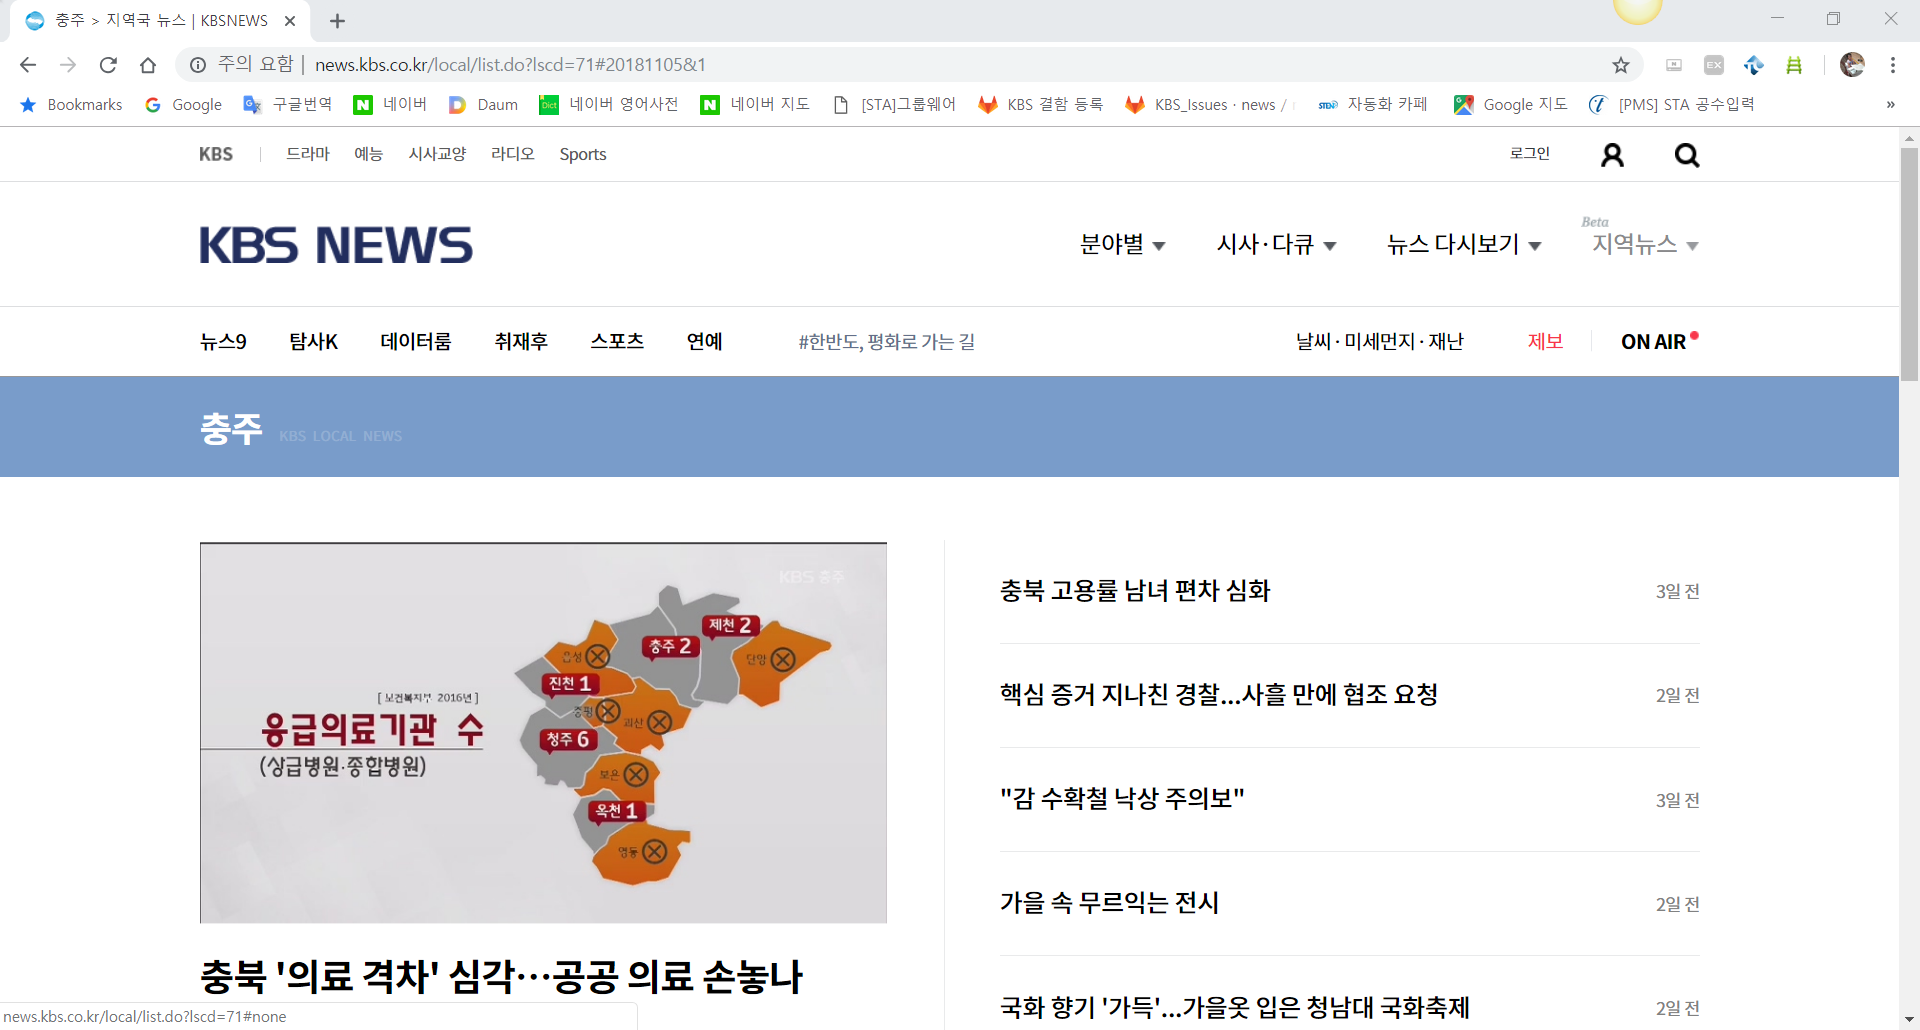 충주 > 지역국 뉴스 | KBSNEWS
주의 요함 | news.kbs.co.kr/local/list.do?lscd=71#20181105&1
Bookmarks Google 구글번역 네이버 Daum 네이버 영어사전 네이버 지도 [STA]그룹웨어 KBS 결함 등록 KBS_Issues · news / 자동화 카페 Google 지도 [PMS] STA 공수입력 »
KBS 드라마 예능 시사교양 라디오 Sports 로그인
Beta
KBS NEWS 분야별 시사·다큐 뉴스 다시보기 지역뉴스
뉴스9 탐사K 데이터룸 취재후 스포츠 연예 #한반도, 평화로 가는 길 날씨·미세먼지·재난 제보 ON AIR
충주 KBS LOCAL NEWS
KBS 충주
제천 2
충주 2
음성
단양
진천 1
[ 보건복지부 2016년 ]
증평
괴산
응급의료기관 수
청주 6
(상급병원·종합병원)
보은
옥천 1
영동
충북 '의료 격차' 심각…공공 의료 손놓나
충북 고용률 남녀 편차 심화 3일 전
핵심 증거 지나친 경찰...사흘 만에 협조 요청 2일 전
"감 수확철 낙상 주의보" 3일 전
가을 속 무르익는 전시 2일 전
국화 향기 '가득'...가을옷 입은 청남대 국화축제 2일 전
news.kbs.co.kr/local/list.do?lscd=71#none